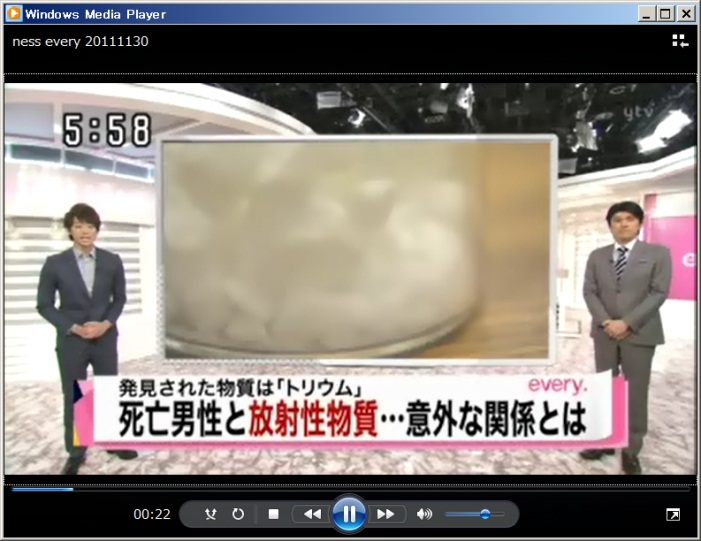 Windows Media Player
ness every 20111130
5:58
ytv
every.
発見された物質は「トリウム」
死亡男性と放射性物質…意外な関係とは
00:22